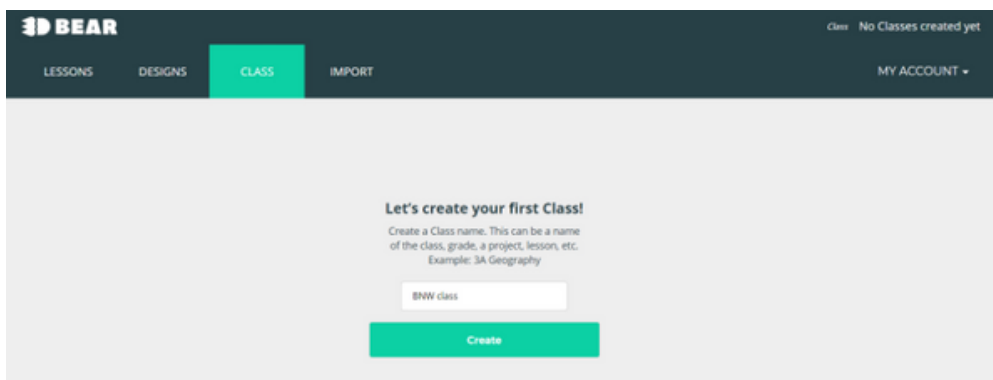 3D BEAR
Class No Classes created yet
LESSONS DESIGNS CLASS IMPORT MY ACCOUNT
Let's create your first Class!
Create a Class name. This can be a name
of the class, grade, a project, lesson, etc.
Example: 3A Geography
BNW class
Create